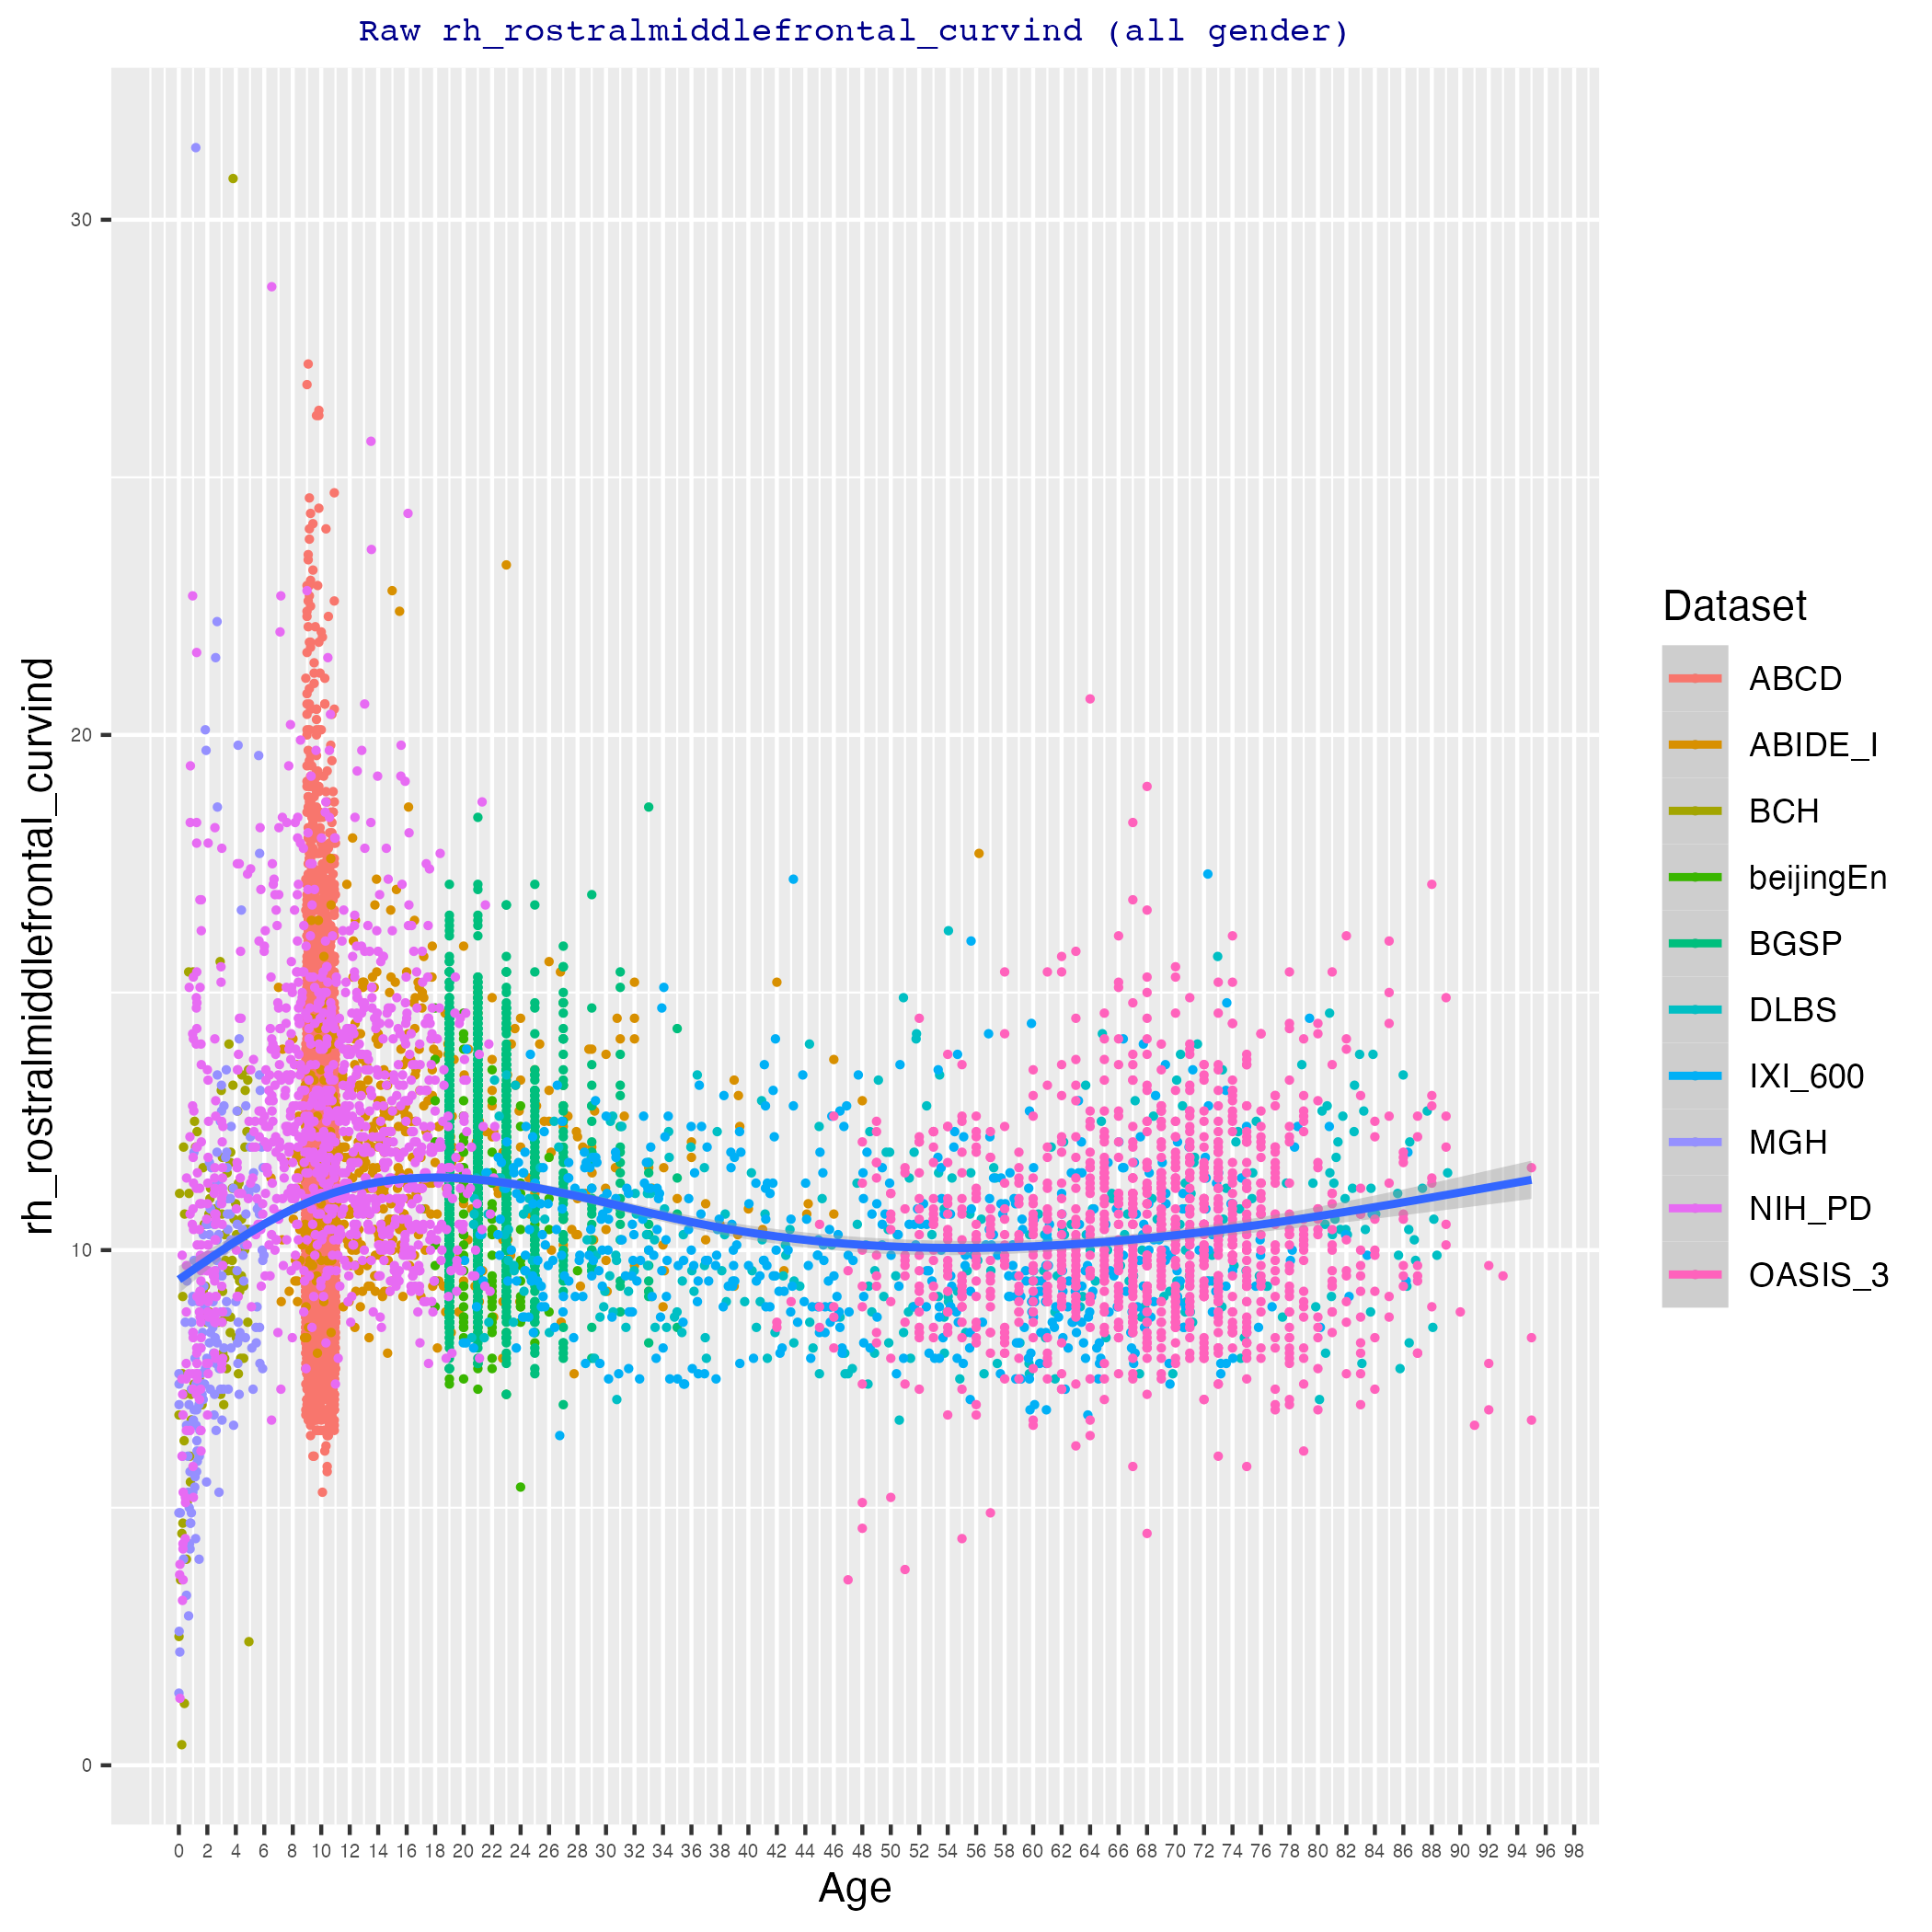 Raw rh_rostralmiddlefrontal_curvind (all gender)
rh_rostralmiddlefrontal_curvind
30
20
10
0
0 2 4 6 8 10 12 14 16 18 20 22 24 26 28 30 32 34 36 38 40 42 44 46 48 50 52 54 56 58 60 62 64 66 68 70 72 74 76 78 80 82 84 86 88 90 92 94 96 98
Age
Dataset
ABCD
ABIDE_I
BCH
beijingEn
BGSP
DLBS
IXI_600
MGH
NIH_PD
OASIS_3